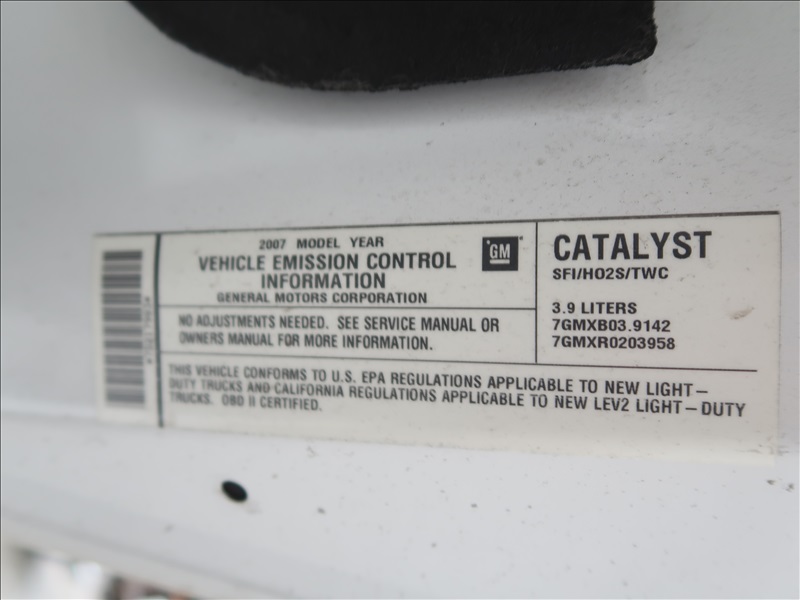 2007 MODEL YEAR
VEHICLE EMISSION CONTROL
INFORMATION
GENERAL MOTORS CORPORATION
GM
CATALYST
SFI/HO2S/TWC
3.9 LITERS
7GMXB03.9142
7GMXR0203958
NO ADJUSTMENTS NEEDED. SEE SERVICE MANUAL OR
OWNERS MANUAL FOR MORE INFORMATION.
THIS VEHICLE CONFORMS TO U.S. EPA REGULATIONS APPLICABLE TO NEW LIGHT-
DUTY TRUCKS AND CALIFORNIA REGULATIONS APPLICABLE TO NEW LEV2 LIGHT-DUTY
TRUCKS. OBD II CERTIFIED.